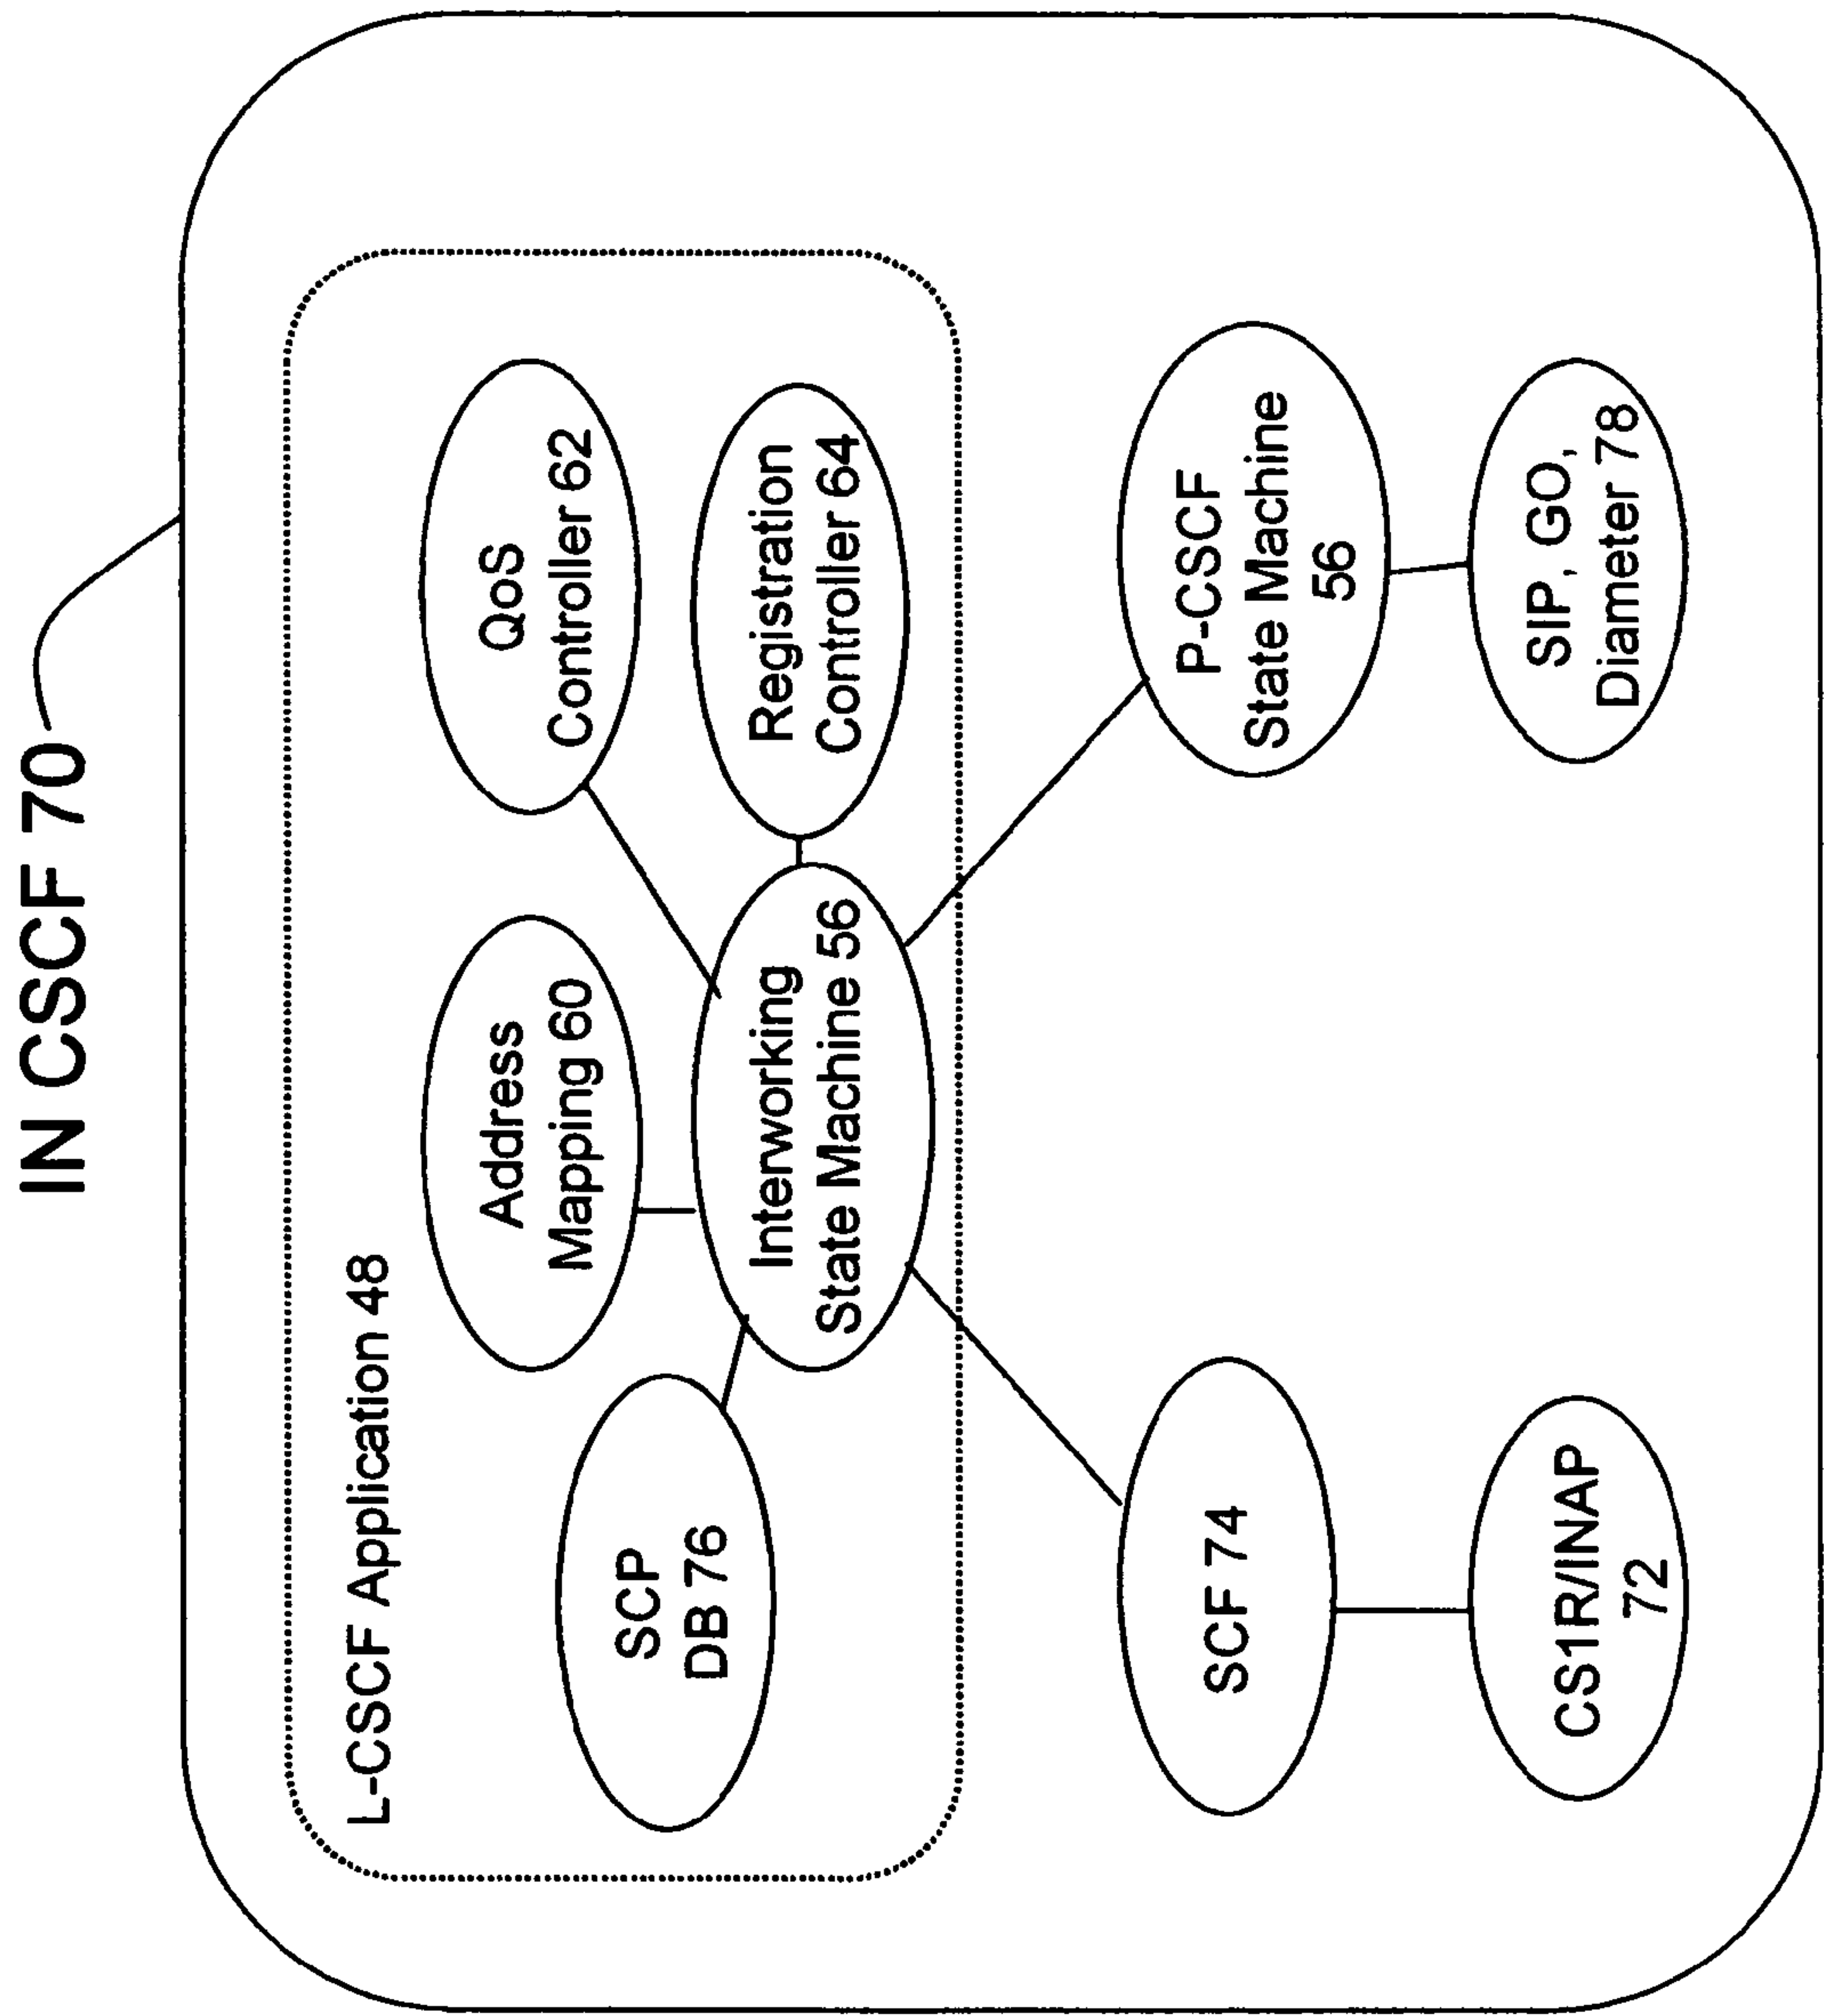 IN CSCF 70
L-CSCF Application 48
SCP
DB 76
Address
Mapping 60
QoS
Controller 62
Interworking
State Machine 56
Registration
Controller 64
SCF 74
P-CSCF
State Machine
56
CS1R/INAP
72
SIP, GO,
Diameter 78